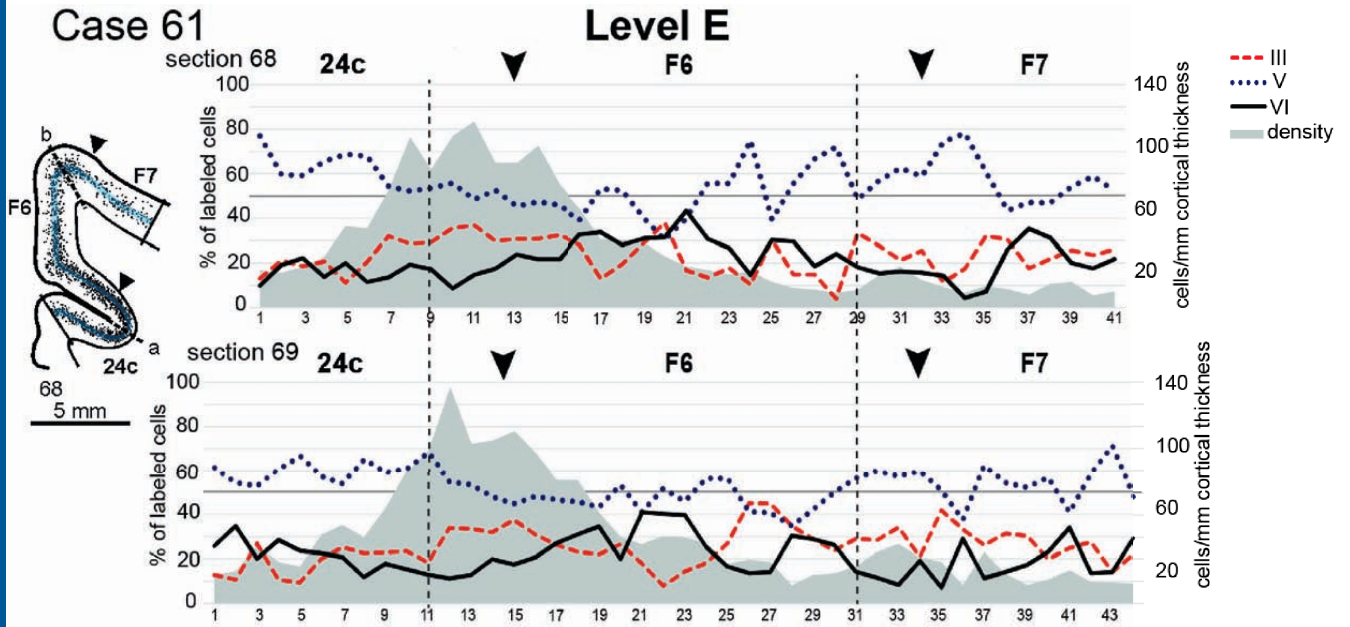 Case 61
Level E
section 68
24c
F6
F7
% of labeled cells
100
80
60
40
20
0
140
100
60
20
cells/mm cortical thickness
1 3 5 7 9 11 13 15 17 19 21 23 25 27 29 31 33 35 37 39 41
III
V
VI
density
b
F7
F6
a
24c
68
5 mm
section 69
24c
F6
F7
% of labeled cells
100
80
60
40
20
0
140
100
60
20
cells/mm cortical thickness
1 3 5 7 9 11 13 15 17 19 21 23 25 27 29 31 33 35 37 39 41 43